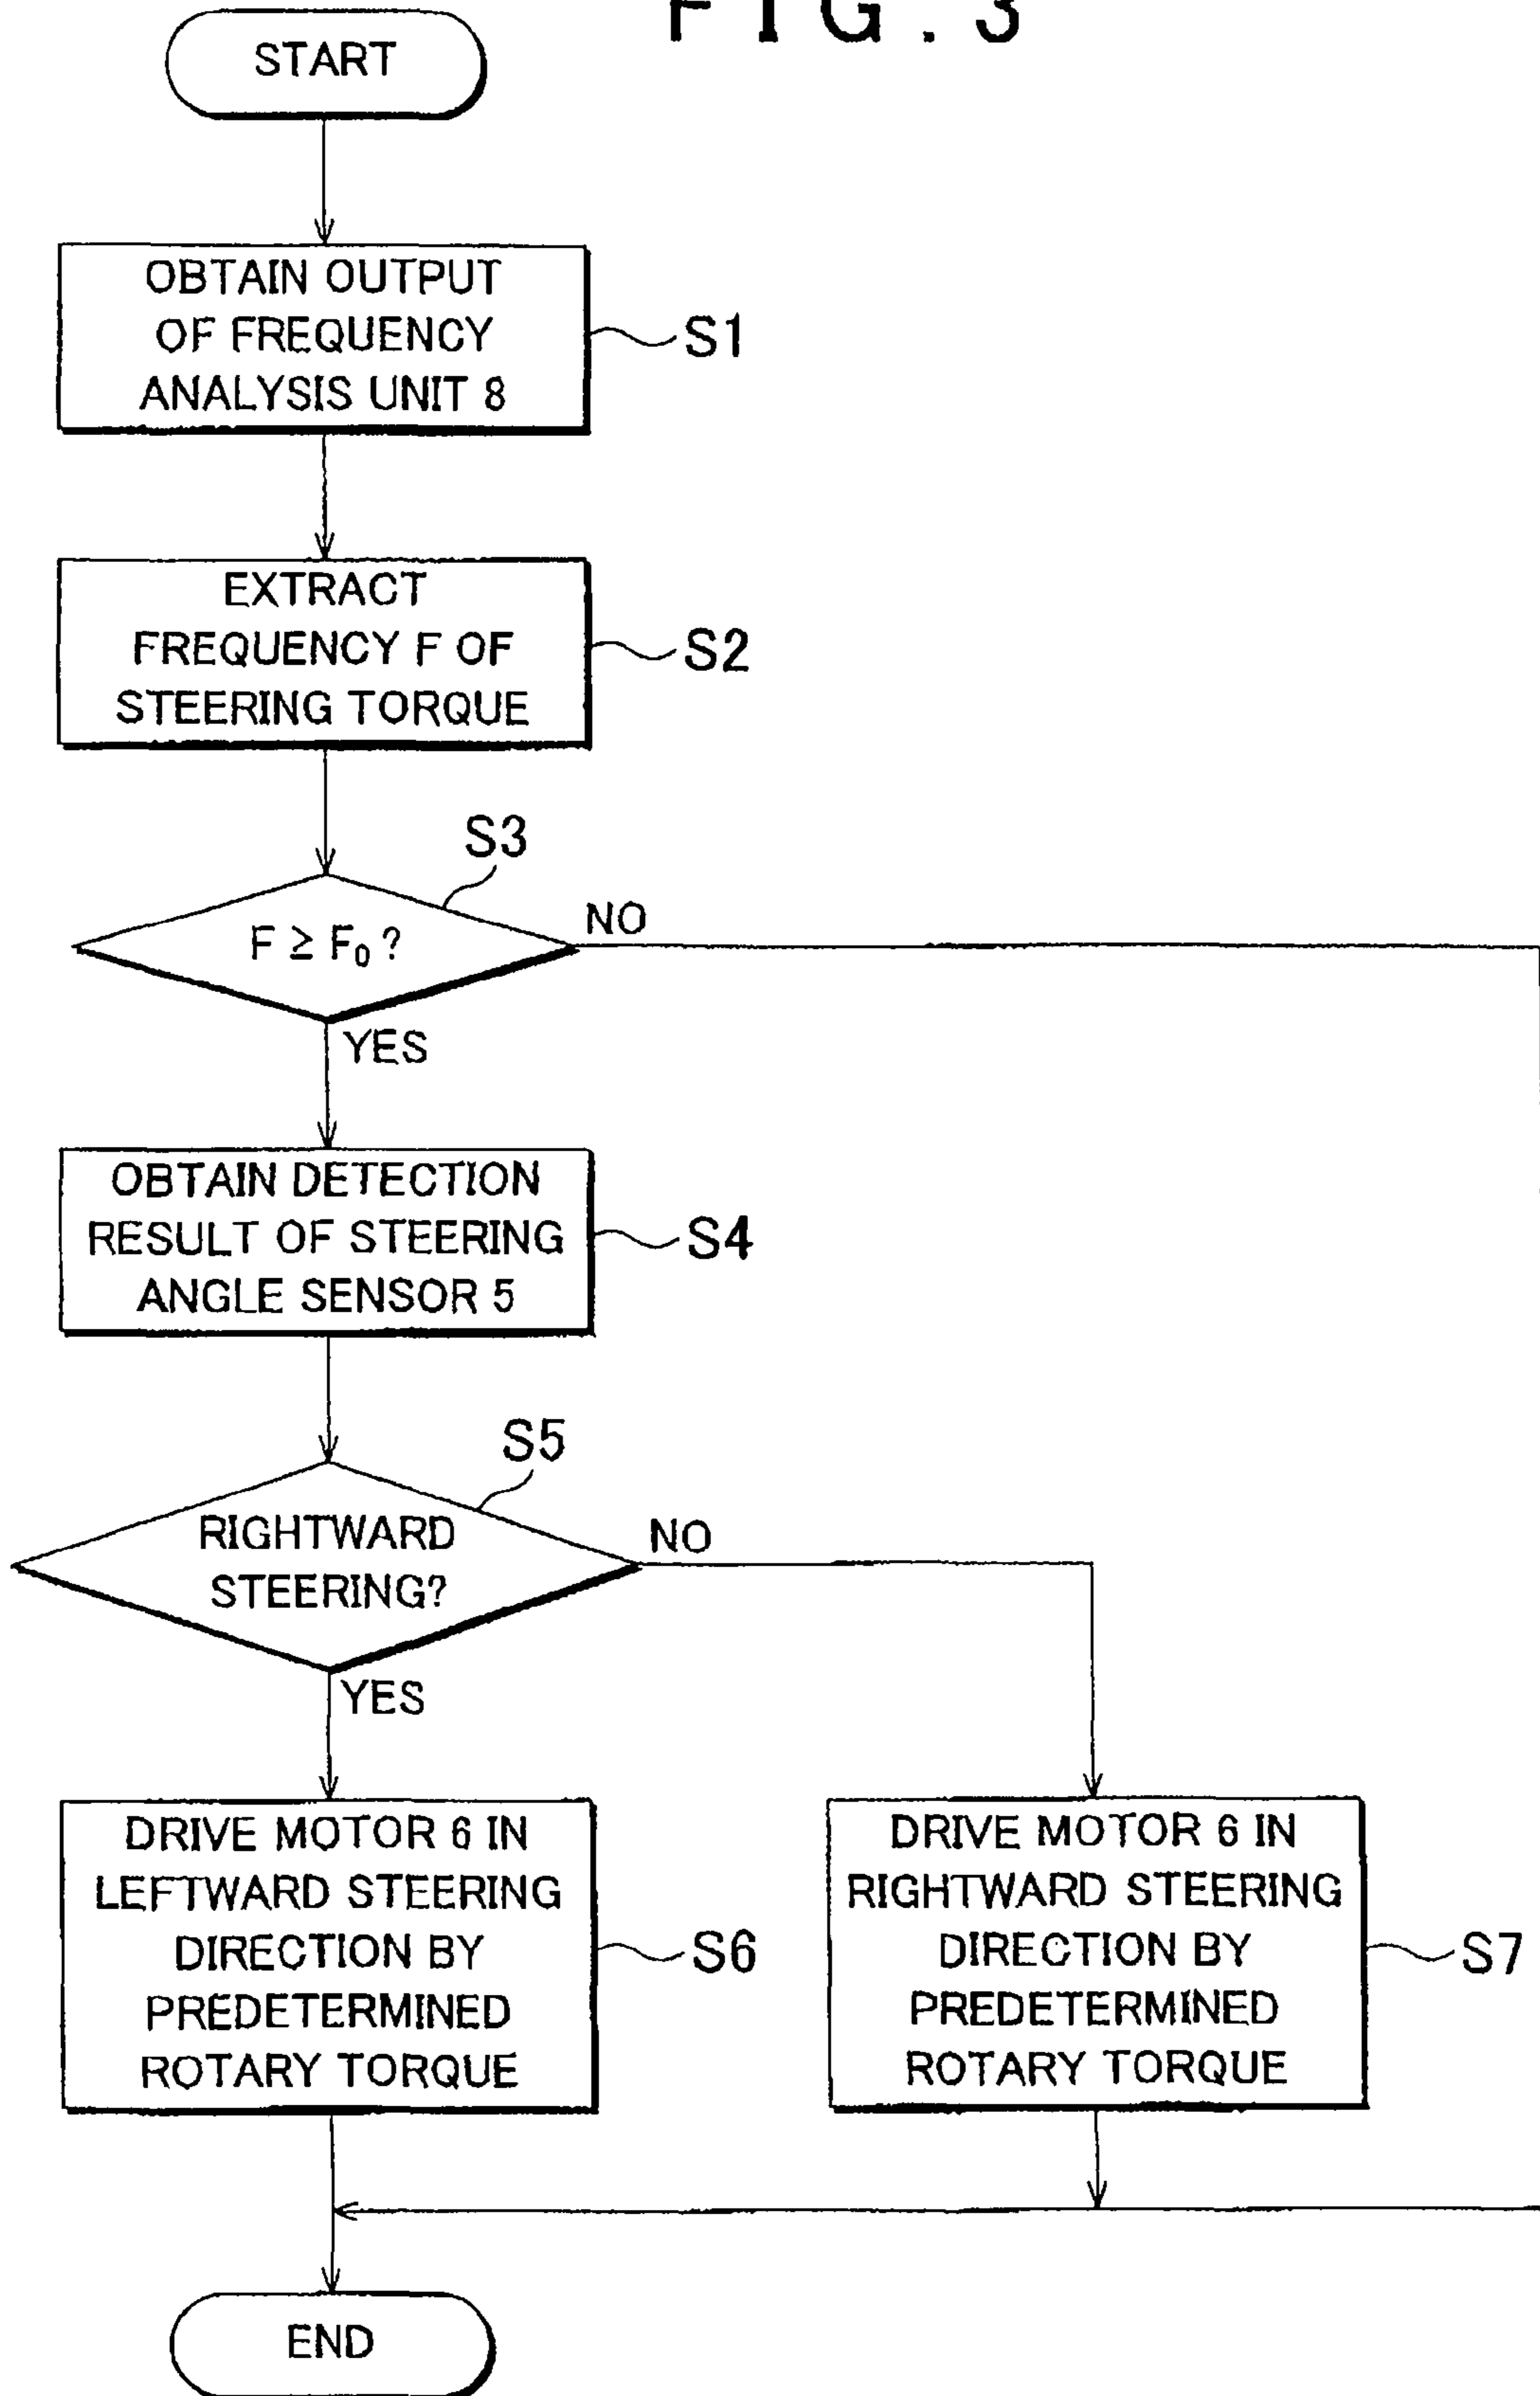 FIG.3
START
OBTAIN OUTPUT
OF FREQUENCY
ANALYSIS UNIT 8
S1
EXTRACT
FREQUENCY F OF
STEERING TORQUE
S2
S3
F ≥ F₀ ?
NO
YES
OBTAIN DETECTION
RESULT OF STEERING
ANGLE SENSOR 5
S4
S5
RIGHTWARD
STEERING?
NO
YES
DRIVE MOTOR 6 IN
LEFTWARD STEERING
DIRECTION BY
PREDETERMINED
ROTARY TORQUE
S6
DRIVE MOTOR 6 IN
RIGHTWARD STEERING
DIRECTION BY
PREDETERMINED
ROTARY TORQUE
S7
END